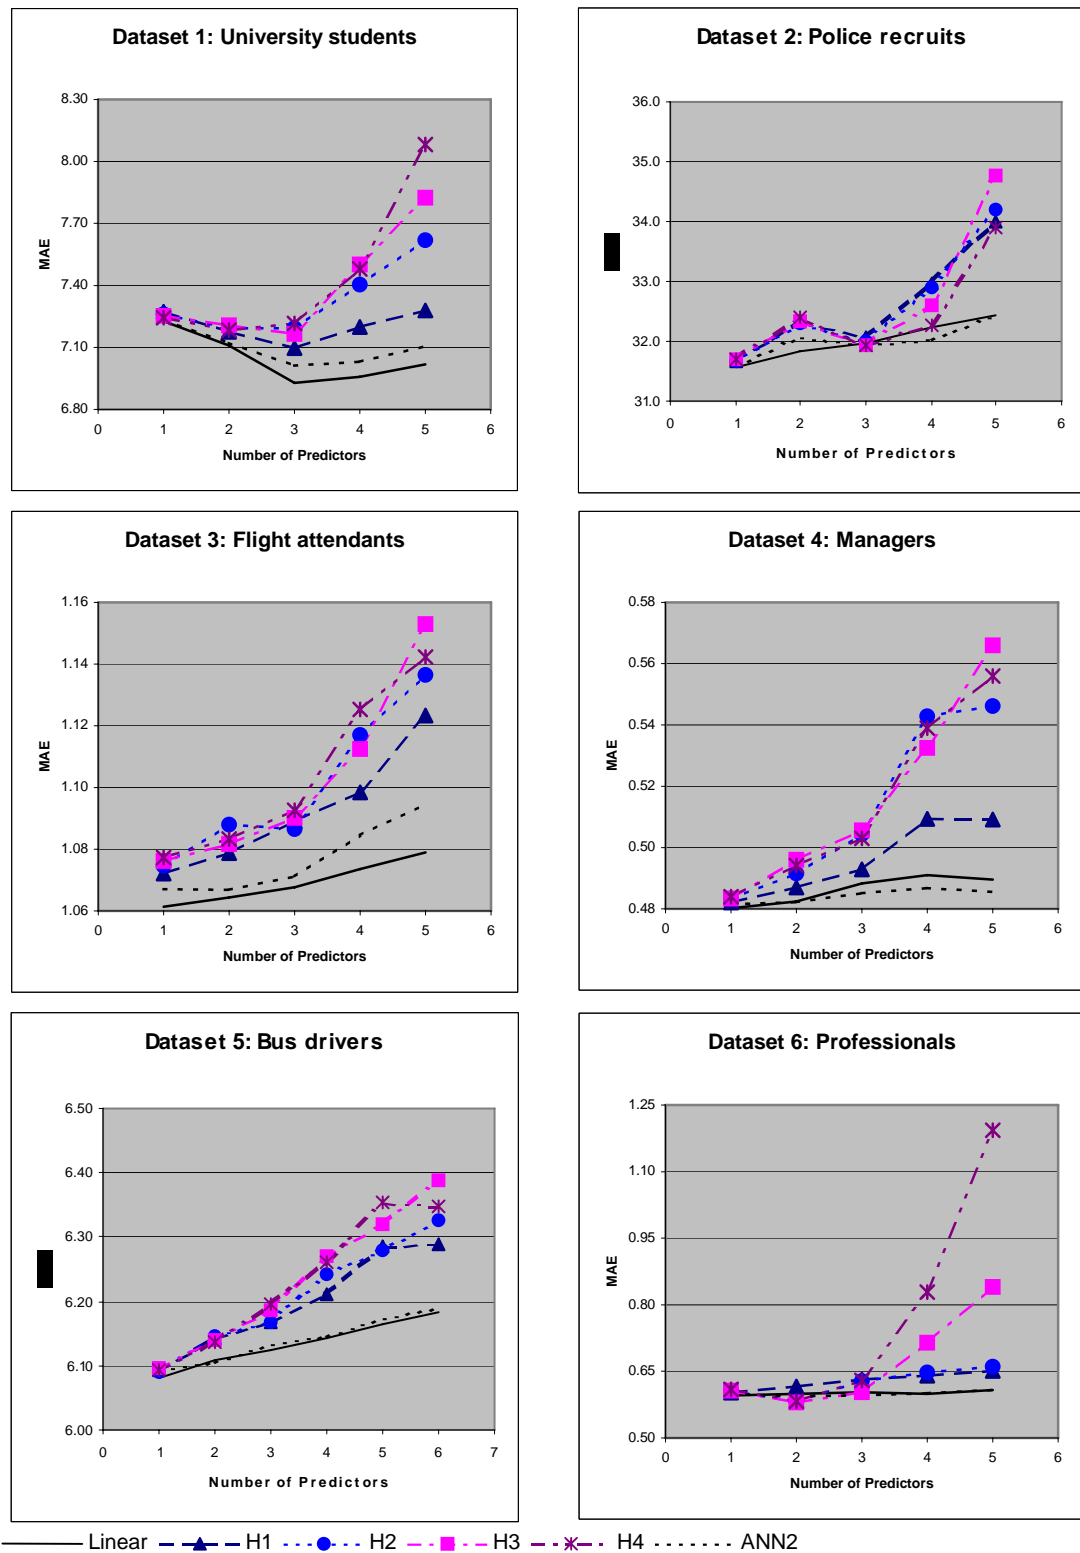 Dataset 1: University students
8.30
8.00
7.70
7.40
7.10
6.80
MAE
0 1 2 3 4 5 6
Number of Predictors
Dataset 2: Police recruits
36.0
35.0
34.0
33.0
32.0
31.0
0 1 2 3 4 5 6
Number of Predictors
Dataset 3: Flight attendants
1.16
1.14
1.12
1.10
1.08
1.06
MAE
0 1 2 3 4 5 6
Number of Predictors
Dataset 4: Managers
0.58
0.56
0.54
0.52
0.50
0.48
MAE
0 1 2 3 4 5 6
Number of Predictors
Dataset 5: Bus drivers
6.50
6.40
6.30
6.20
6.10
6.00
0 1 2 3 4 5 6 7
Number of Predictors
Dataset 6: Professionals
1.25
1.10
0.95
0.80
0.65
0.50
MAE
0 1 2 3 4 5 6
Number of Predictors
Linear H1 H2 H3 H4 ANN2